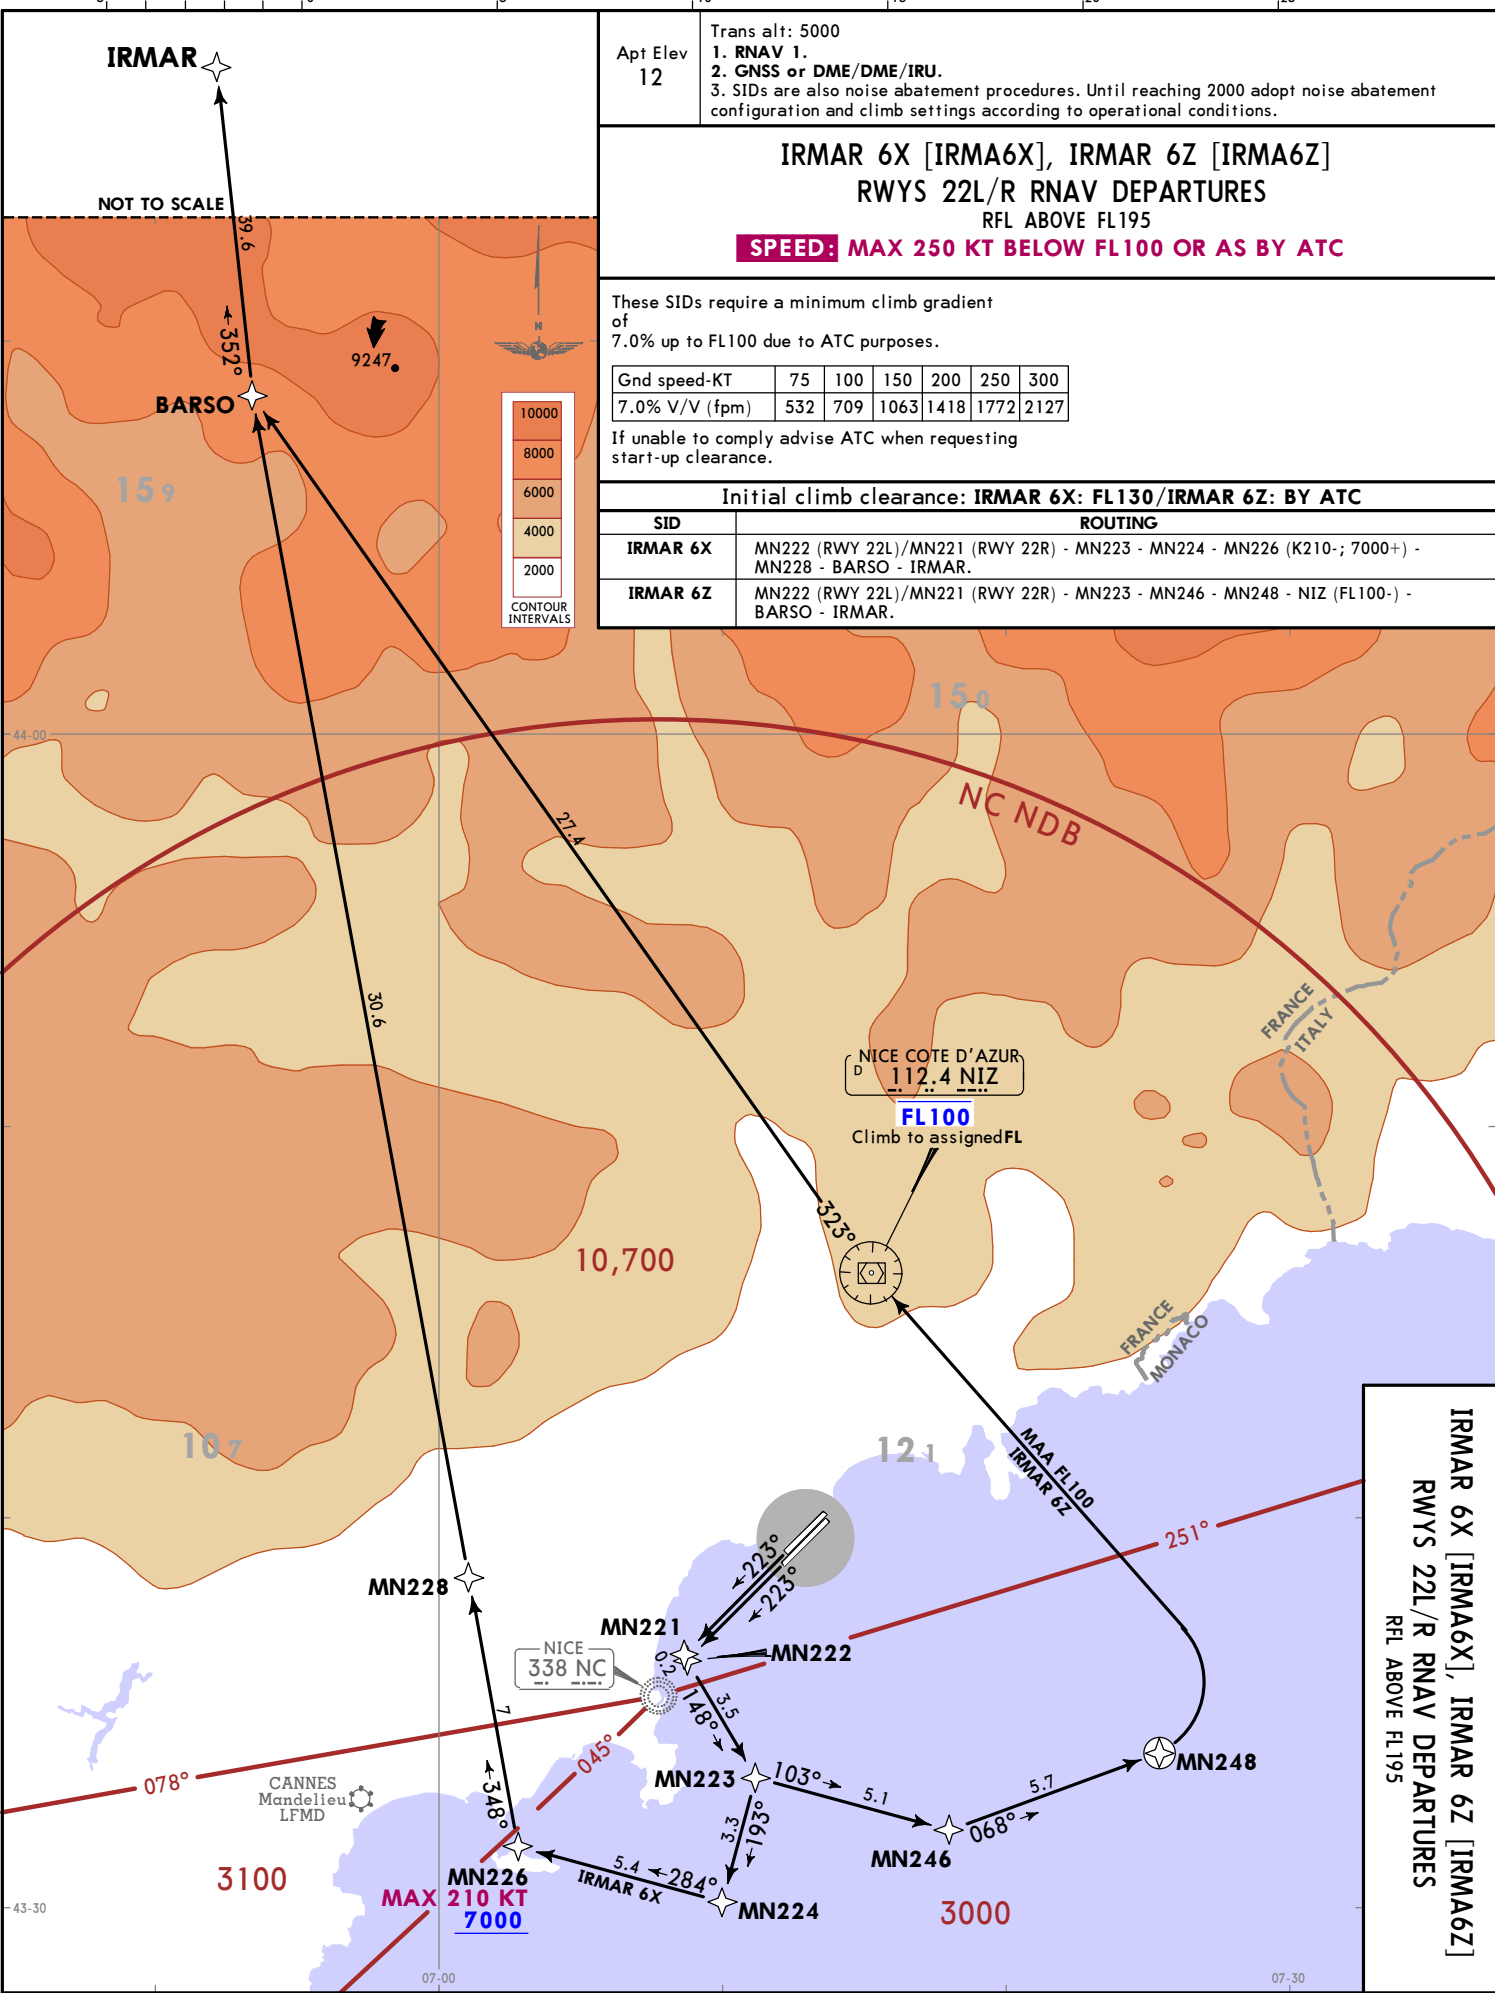 Apt Elev
12
Trans alt: 5000
1. RNAV 1.
2. GNSS or DME/DME/IRU.
3. SIDs are also noise abatement procedures. Until reaching 2000 adopt noise abatement
configuration and climb settings according to operational conditions.
IRMAR 6X [IRMA6X], IRMAR 6Z [IRMA6Z]
RWYS 22L/R RNAV DEPARTURES
RFL ABOVE FL195
SPEED: MAX 250 KT BELOW FL100 OR AS BY ATC
These SIDs require a minimum climb gradient
of
7.0% up to FL100 due to ATC purposes.
Gnd speed-KT 75 100 150 200 250 300
7.0% V/V (fpm) 532 709 1063 1418 1772 2127
If unable to comply advise ATC when requesting
start-up clearance.
Initial climb clearance: IRMAR 6X: FL130/IRMAR 6Z: BY ATC
SID ROUTING
IRMAR 6X MN222 (RWY 22L)/MN221 (RWY 22R) - MN223 - MN224 - MN226 (K210-; 7000+) -
MN228 - BARSO - IRMAR.
IRMAR 6Z MN222 (RWY 22L)/MN221 (RWY 22R) - MN223 - MN246 - MN248 - NIZ (FL100-) -
BARSO - IRMAR.
IRMAR
NOT TO SCALE
39.6
352°
9247
N
BARSO
10000
8000
6000
4000
2000
CONTOUR
INTERVALS
15 9
15 0
44-00
NC NDB
27.4
30.6
FRANCE
ITALY
NICE COTE D'AZUR
D 112.4 NIZ
FL100
Climb to assigned FL
323°
10,700
FRANCE
MONACO
10 7
12 1
MAA FL100
IRMAR 6Z
251°
223°
223°
MN228
MN221
MN222
NICE
338 NC
0.2
148°
3.5
7
045°
078°
CANNES
Mandelieu
LFMD
348°
MN223
103°
5.1
5.7
MN248
068°
MN246
3.3
193°
3100
MN226
MAX 210 KT
7000
5.4
284°
IRMAR 6X
MN224
3000
43-30
07-00
07-30
IRMAR 6X [IRMA6X], IRMAR 6Z [IRMA6Z]
RWYS 22L/R RNAV DEPARTURES
RFL ABOVE FL195